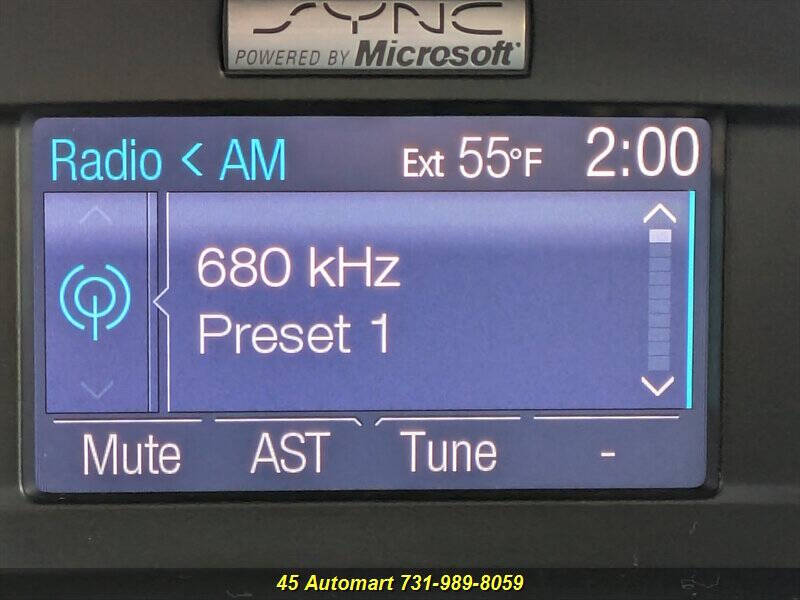 SYNC
POWERED BY Microsoft
Radio < AM Ext 55°F 2:00
680 kHz
Preset 1
Mute AST Tune -
45 Automart 731-989-8059